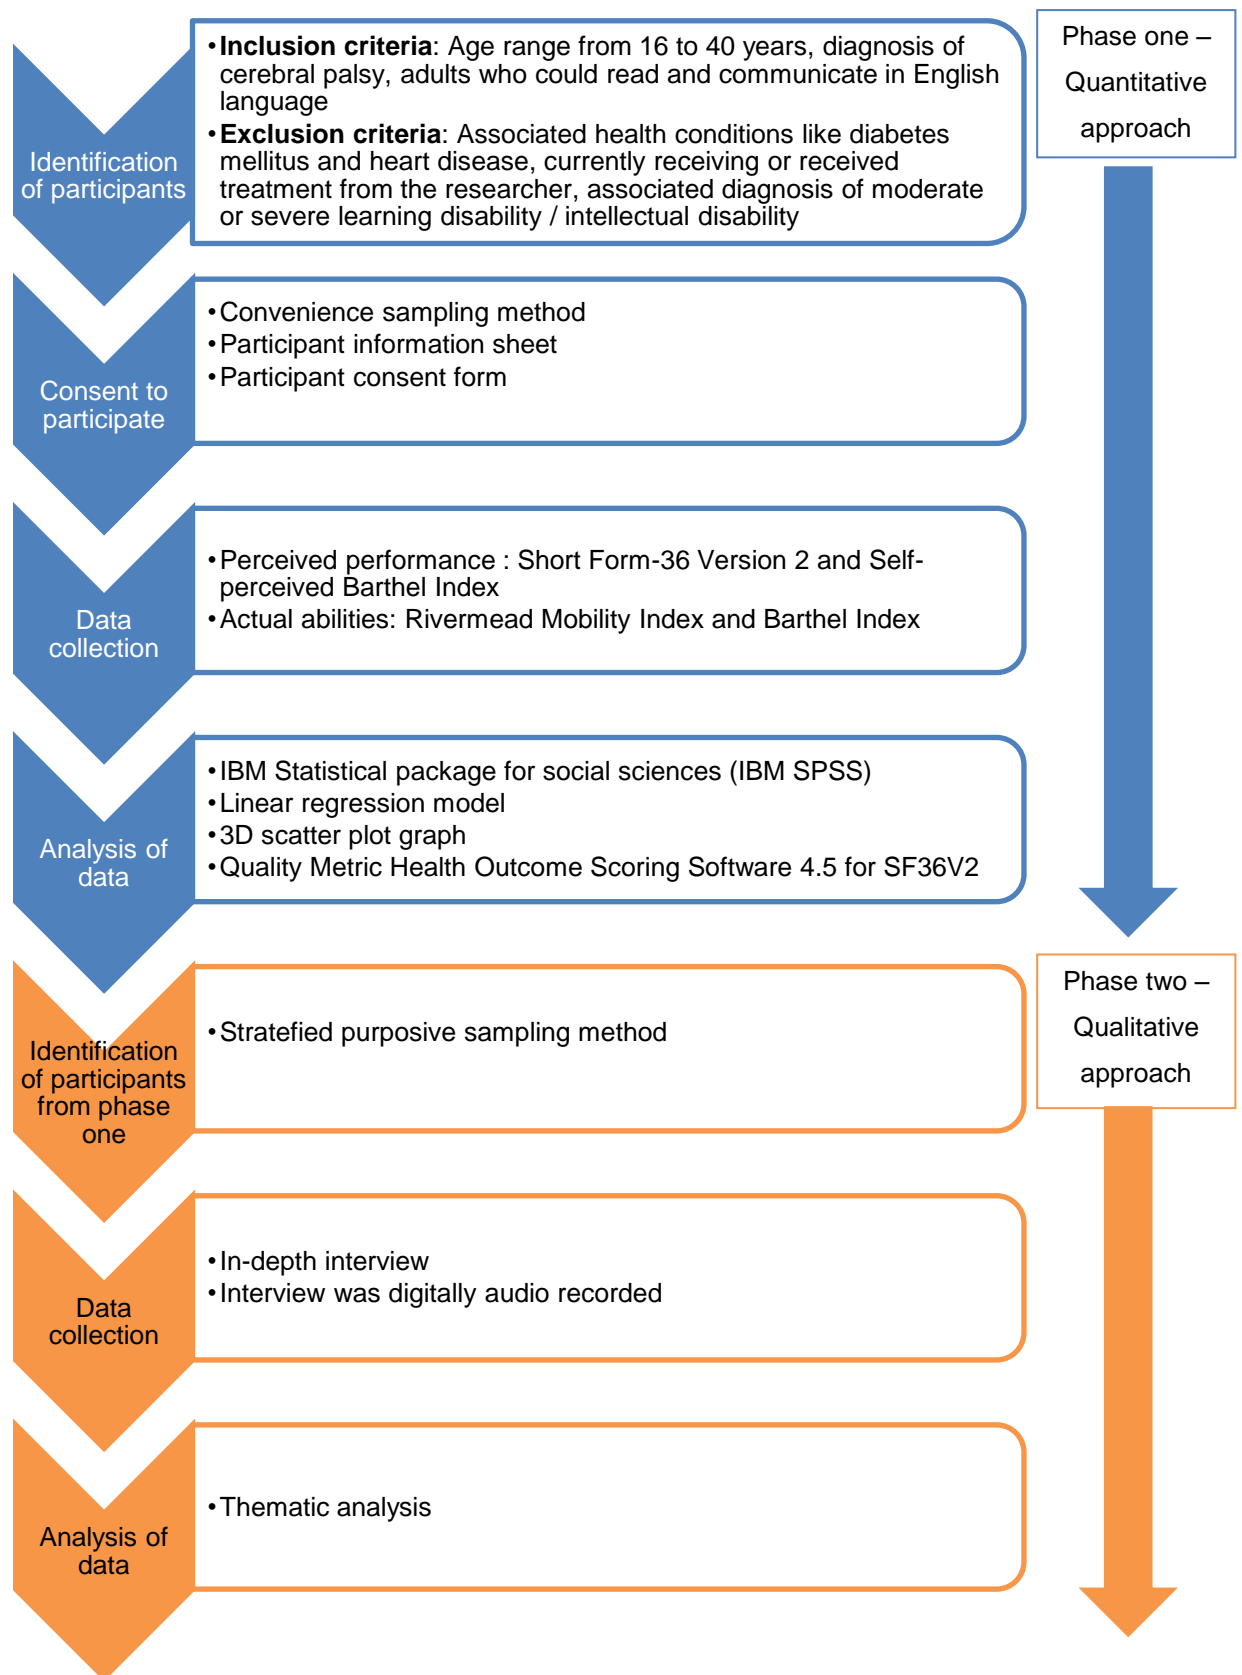 Identification
of participants
•Inclusion criteria: Age range from 16 to 40 years, diagnosis of
cerebral palsy, adults who could read and communicate in English
language
•Exclusion criteria: Associated health conditions like diabetes
mellitus and heart disease, currently receiving or received
treatment from the researcher, associated diagnosis of moderate
or severe learning disability / intellectual disability
Phase one –
Quantitative
approach
Consent to
participate
•Convenience sampling method
•Participant information sheet
•Participant consent form
Data
collection
•Perceived performance : Short Form-36 Version 2 and Self-
perceived Barthel Index
•Actual abilities: Rivermead Mobility Index and Barthel Index
Analysis of
data
•IBM Statistical package for social sciences (IBM SPSS)
•Linear regression model
•3D scatter plot graph
•Quality Metric Health Outcome Scoring Software 4.5 for SF36V2
Identification
of participants
from phase
one
•Stratefied purposive sampling method
Phase two –
Qualitative
approach
Data
collection
•In-depth interview
•Interview was digitally audio recorded
Analysis of
data
•Thematic analysis